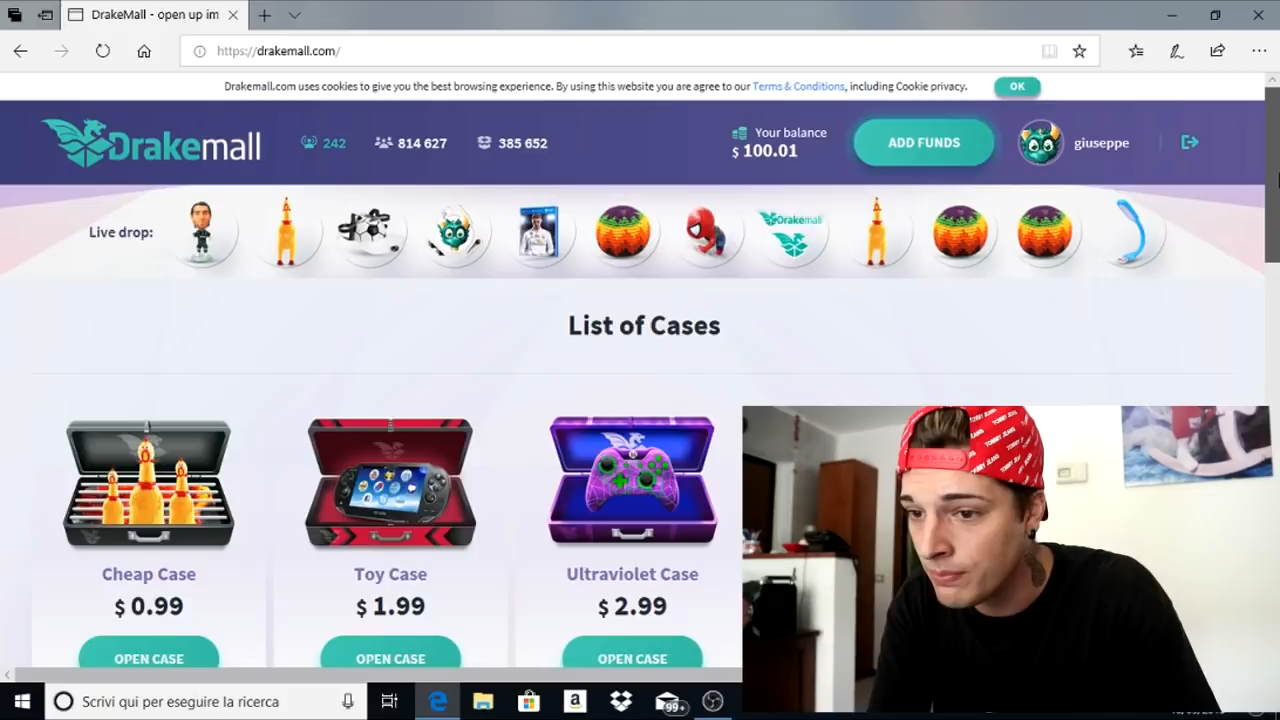 DrakeMall - open up im
https://drakemall.com/
Drakemall.com uses cookies to give you the best browsing experience. By using this website you are agree to our Terms & Conditions, including Cookie privacy.
OK
Drakemall
242
814 627
385 652
Your balance
$ 100.01
ADD FUNDS
giuseppe
Live drop:
Drakemall
List of Cases
Cheap Case
$ 0.99
OPEN CASE
Toy Case
$ 1.99
OPEN CASE
Ultraviolet Case
$ 2.99
OPEN CASE
TOMMY JEANS
Scrivi qui per eseguire la ricerca
99+